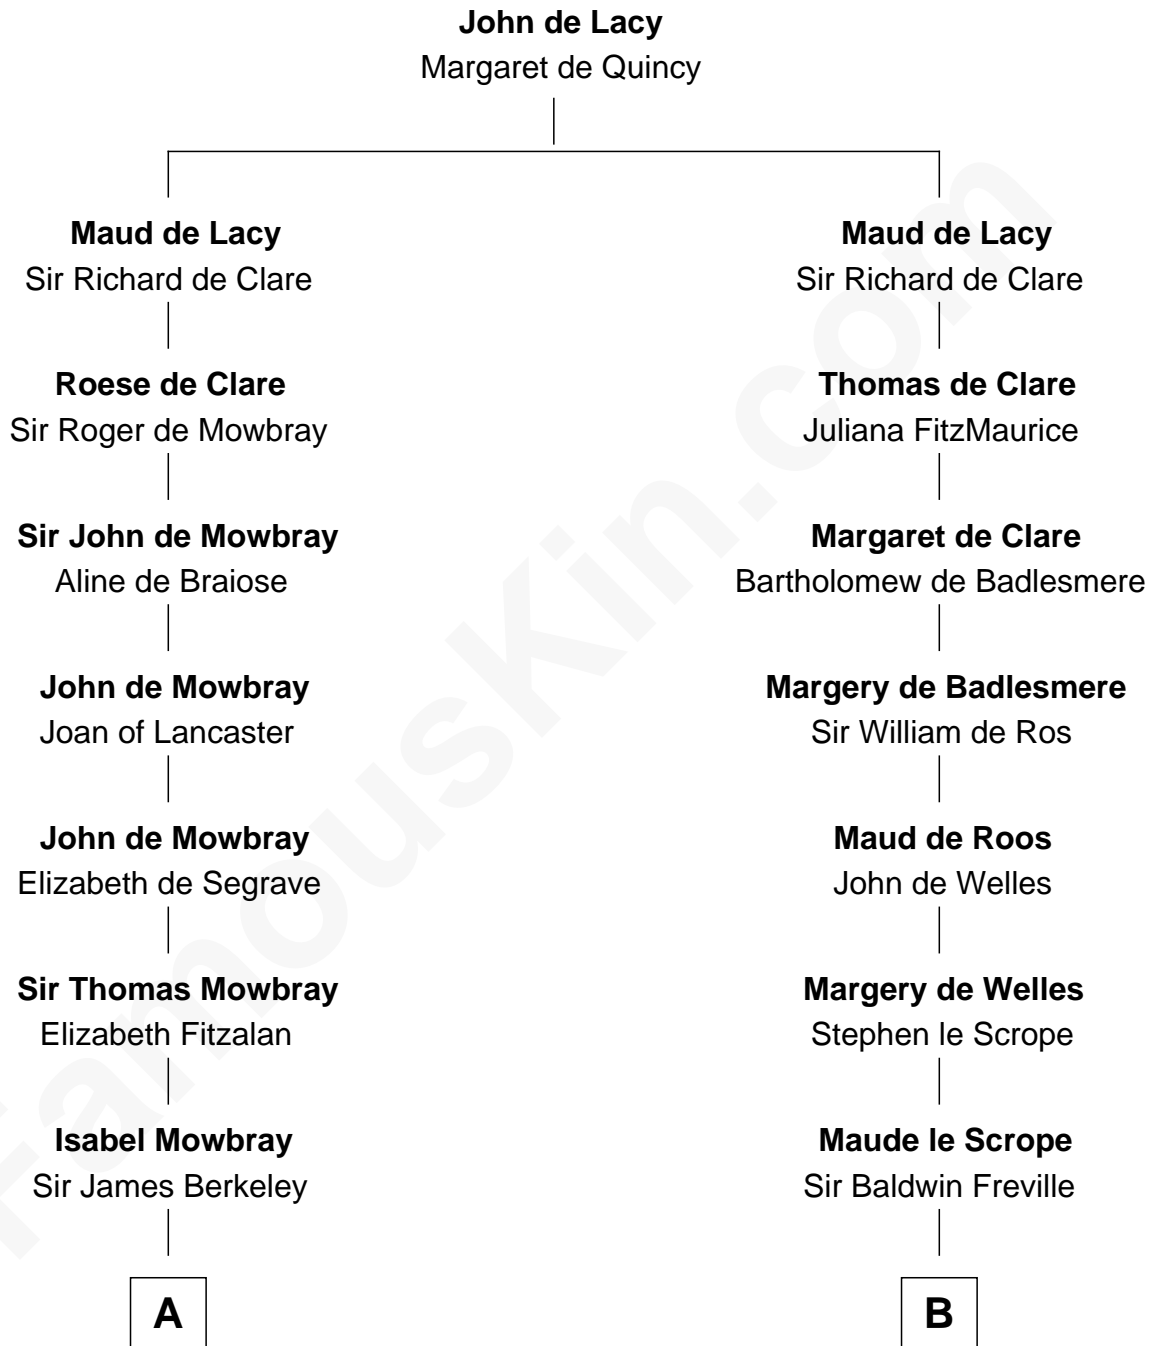 John de Lacy
Margaret de Quincy
Maud de Lacy
Sir Richard de Clare
Maud de Lacy
Sir Richard de Clare
Roese de Clare
Sir Roger de Mowbray
Thomas de Clare
Juliana FitzMaurice
Sir John de Mowbray
Aline de Braiose
Margaret de Clare
Bartholomew de Badlesmere
John de Mowbray
Joan of Lancaster
Margery de Badlesmere
Sir William de Ros
John de Mowbray
Elizabeth de Segrave
Maud de Roos
John de Welles
Sir Thomas Mowbray
Elizabeth Fitzalan
Margery de Welles
Stephen le Scrope
Isabel Mowbray
Sir James Berkeley
Maude le Scrope
Sir Baldwin Freville
A
B
FamousKin.com